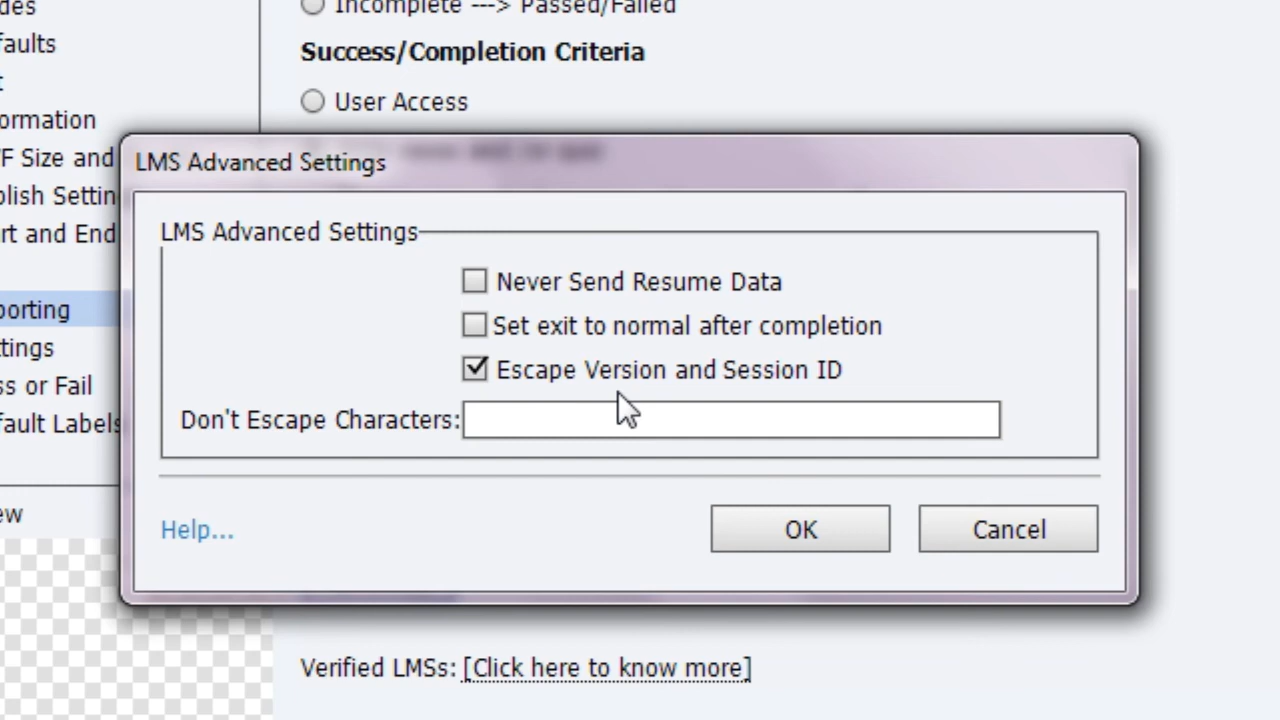 des
Incomplete ---> Passed/Failed
faults
Success/Completion Criteria
t
User Access
ormation
F Size and
LMS Advanced Settings
lish Settin
LMS Advanced Settings
rt and End
Never Send Resume Data
porting
Set exit to normal after completion
tings
Escape Version and Session ID
ss or Fail
Don't Escape Characters:
fault Labels
ew
Help...
OK
Cancel
Verified LMSs: [Click here to know more]